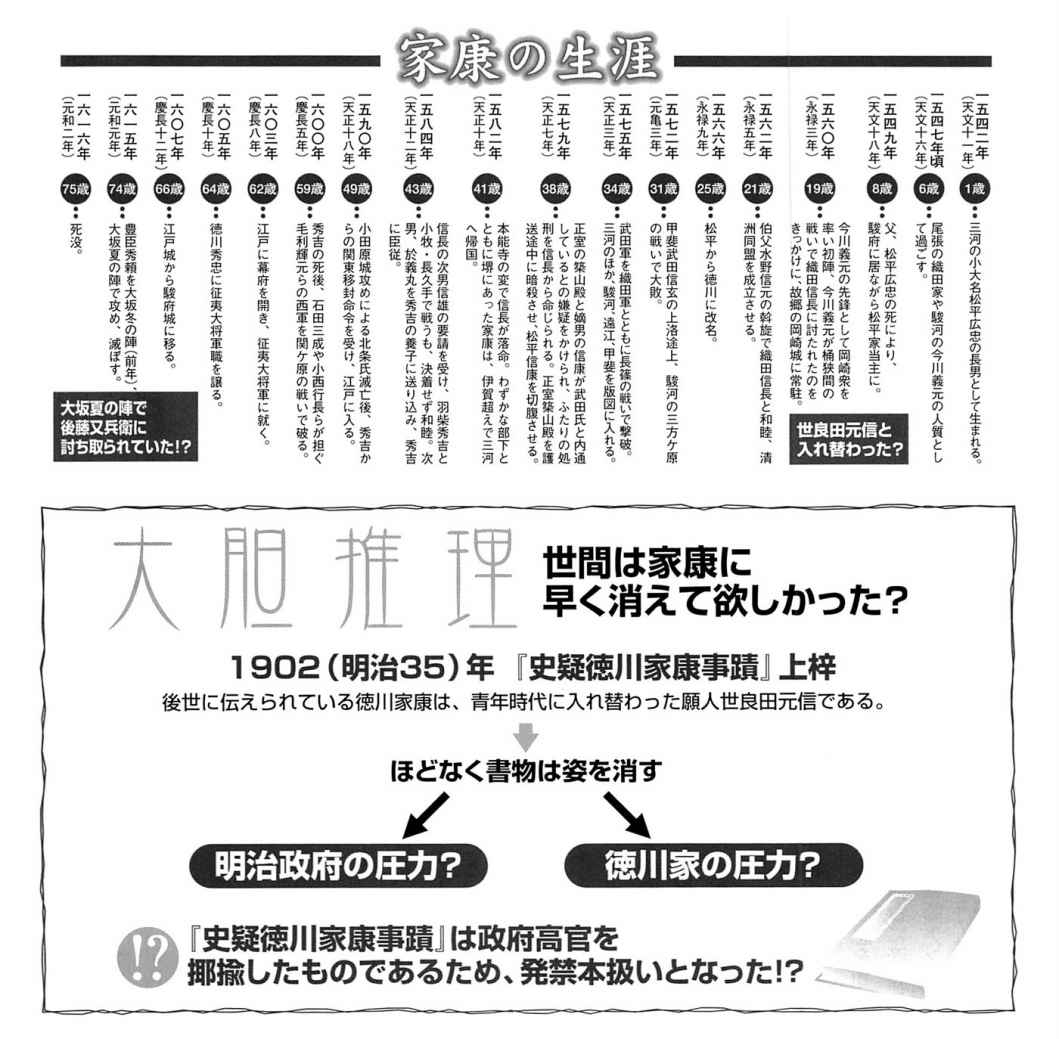 家康の生涯
一五四二年
（天文十一年）
1歳
三河の小大名松平広忠の長男として生まれる。
一五四七年頃
（天文十六年）
6歳
尾張の織田家や駿河の今川義元の人質とし
て過ごす。
一五四九年
（天文十八年）
8歳
父、松平広忠の死により、
駿府に居ながら松平家当主に。
一五六〇年
（永禄三年）
19歳
今川義元の先鋒として岡崎衆を
率い初陣、今川義元が桶狭間の
戦いで織田信長に討たれたのを
きっかけに、故郷の岡崎城に常駐。
世良田元信と
入れ替わった?
一五六二年
（永禄五年）
21歳
伯父水野信元の斡旋で織田信長と和睦、清
洲同盟を成立させる。
一五六六年
（永禄九年）
25歳
松平から徳川に改名。
一五七二年
（元亀三年）
31歳
甲斐武田信玄の上洛途上、駿河の三方ケ原
の戦いで大敗。
一五七五年
（天正三年）
34歳
武田軍を織田軍とともに長篠の戦いで撃破。
三河のほか、駿河、遠江、甲斐を版図に入れる。
一五七九年
（天正七年）
38歳
正室の築山殿と嫡男の信康が武田氏と内通
しているとの嫌疑をかけられ、ふたりの処
刑を信長から命じられる。正室築山殿を護
送途中に暗殺させ、松平信康を切腹させる。
一五八二年
（天正十年）
41歳
本能寺の変で信長が落命。わずかな部下と
ともに堺にあった家康は、伊賀超えで三河
へ帰国。
一五八四年
（天正十二年）
43歳
信長の次男信雄の要請を受け、羽柴秀吉と
小牧・長久手で戦うも、決着せず和睦。次
男、於義丸を秀吉の養子に送り込み、秀吉
に臣従。
一五九〇年
（天正十八年）
49歳
小田原城攻めによる北条氏滅亡後、秀吉か
らの関東移封命令を受け、江戸に入る。
一六〇〇年
（慶長五年）
59歳
秀吉の死後、石田三成や小西行長らが担ぐ
毛利輝元らの西軍を関ケ原の戦いで破る。
一六〇三年
（慶長八年）
62歳
江戸に幕府を開き、征夷大将軍に就く。
一六〇五年
（慶長十年）
64歳
徳川秀忠に征夷大将軍職を譲る。
一六〇七年
（慶長十二年）
66歳
江戸城から駿府城に移る。
一六一五年
（元和元年）
74歳
豊臣秀頼を大坂冬の陣（前年）、
大坂夏の陣で攻め、滅ぼす。
一六一六年
（元和二年）
75歳
死没。
大坂夏の陣で
後藤又兵衛に
討ち取られていた!?
大胆推理
世間は家康に
早く消えて欲しかった?
1902（明治35）年 『史疑徳川家康事蹟』上梓
後世に伝えられている徳川家康は、青年時代に入れ替わった願人世良田元信である。
ほどなく書物は姿を消す
明治政府の圧力?
徳川家の圧力?
!?
『史疑徳川家康事蹟』は政府高官を
揶揄したものであるため、発禁本扱いとなった!?